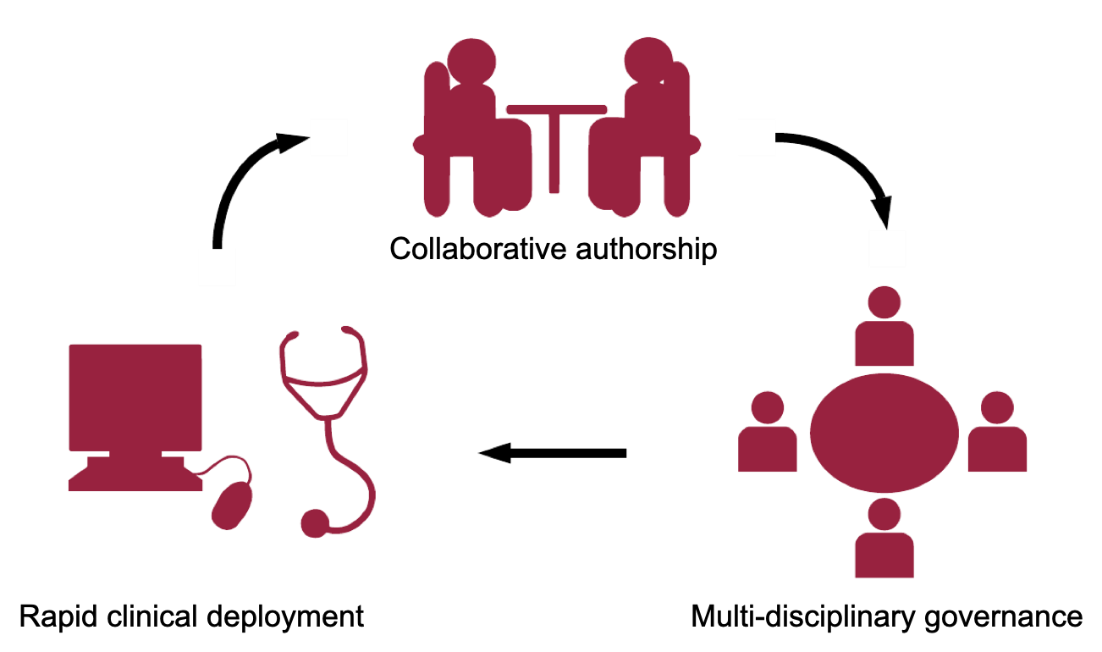 Collaborative authorship
Rapid clinical deployment
Multi-disciplinary governance